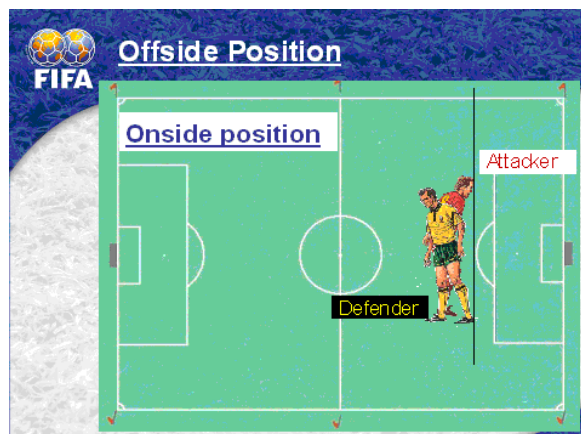 Offside Position
FIFA
Onside position
Attacker
Defender